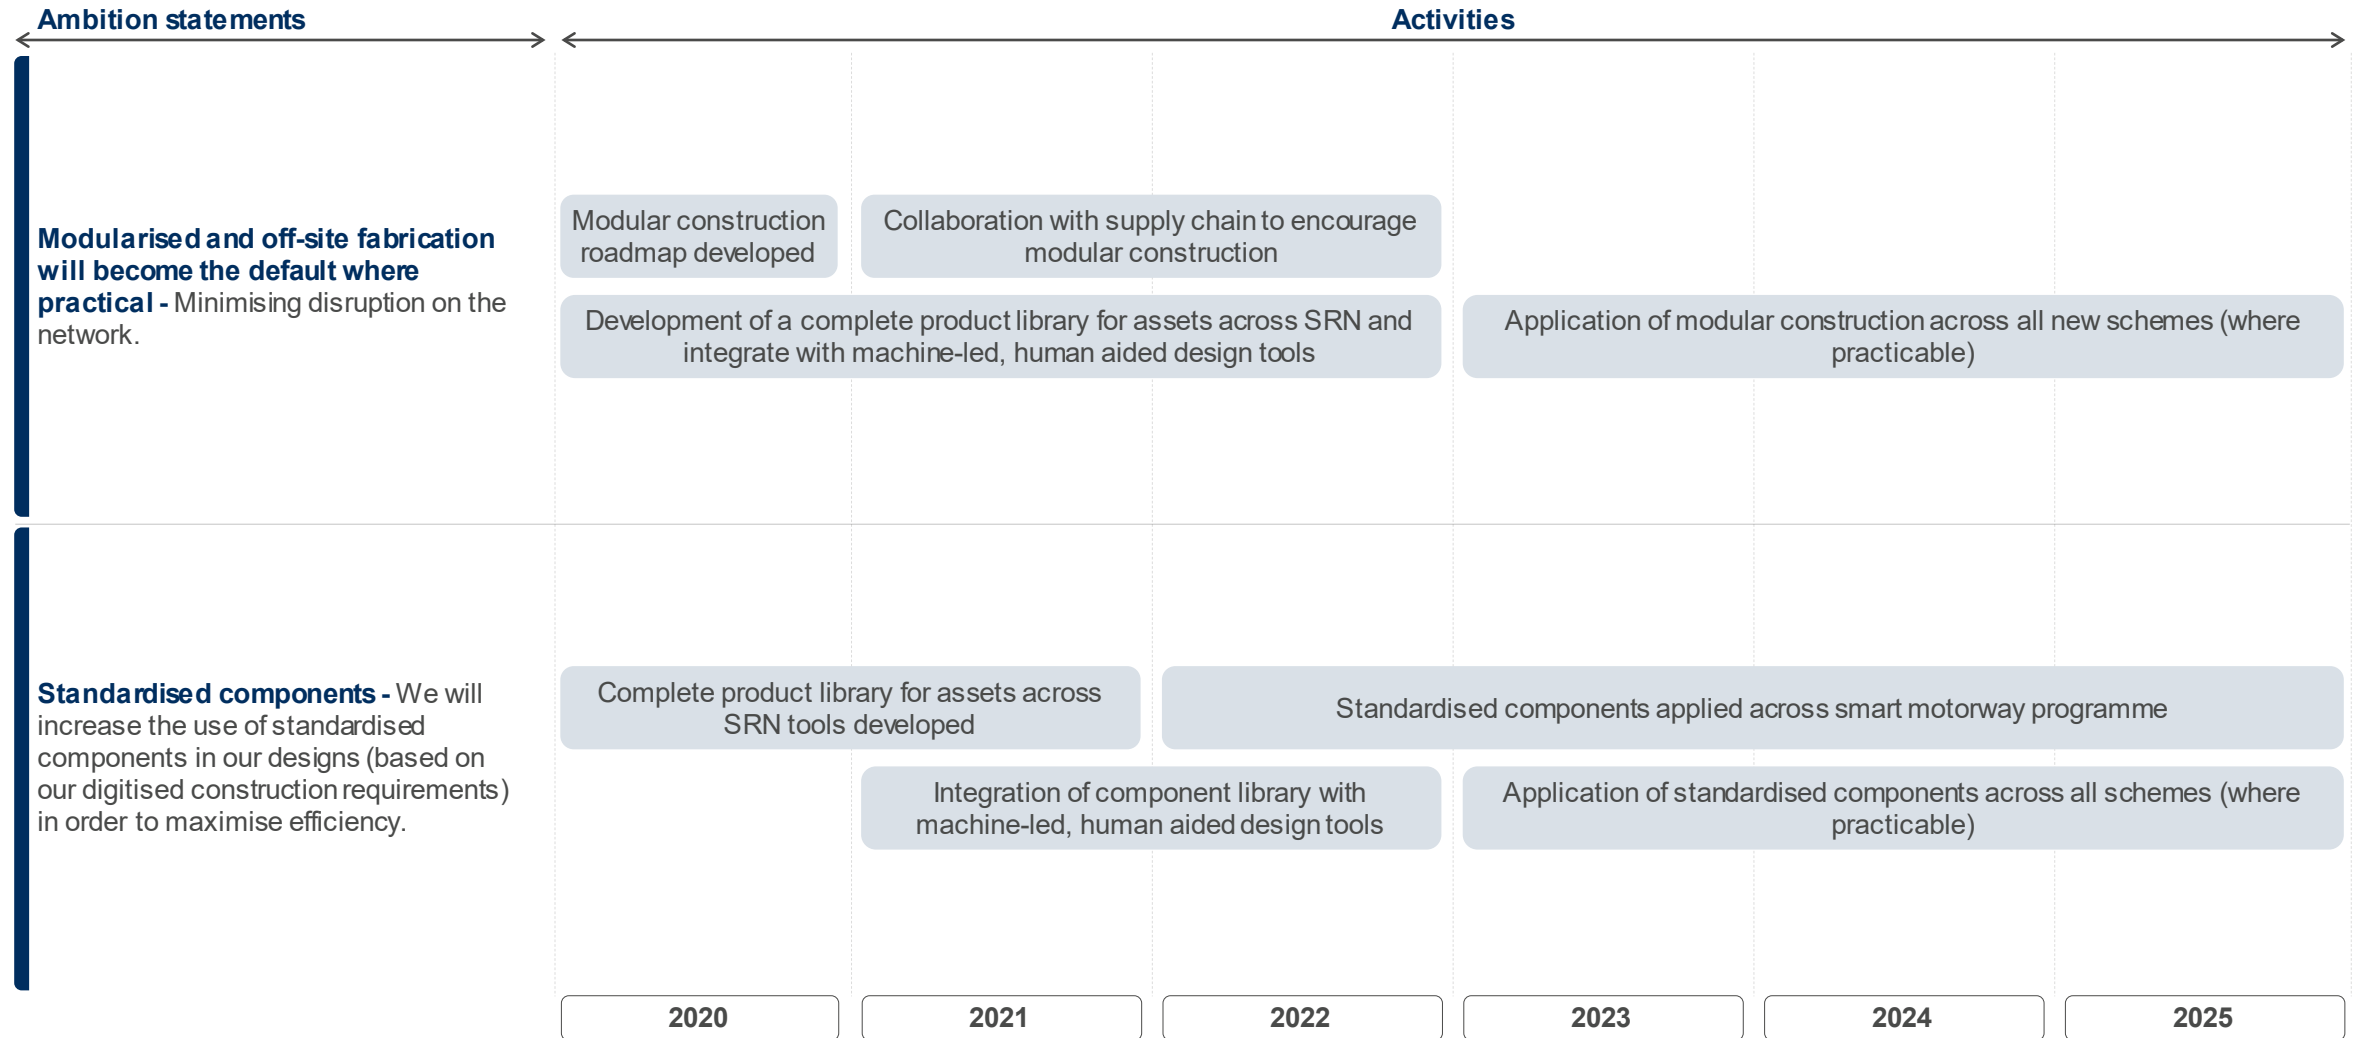 Ambition statements
Activities
Modularised and off-site fabrication
will become the default where
practical - Minimising disruption on the
network.
Modular construction
roadmap developed
Collaboration with supply chain to encourage
modular construction
Development of a complete product library for assets across SRN and
integrate with machine-led, human aided design tools
Application of modular construction across all new schemes (where
practicable)
Standardised components - We will
increase the use of standardised
components in our designs (based on
our digitised construction requirements)
in order to maximise efficiency.
Complete product library for assets across
SRN tools developed
Standardised components applied across smart motorway programme
Integration of component library with
machine-led, human aided design tools
Application of standardised components across all schemes (where
practicable)
2020
2021
2022
2023
2024
2025